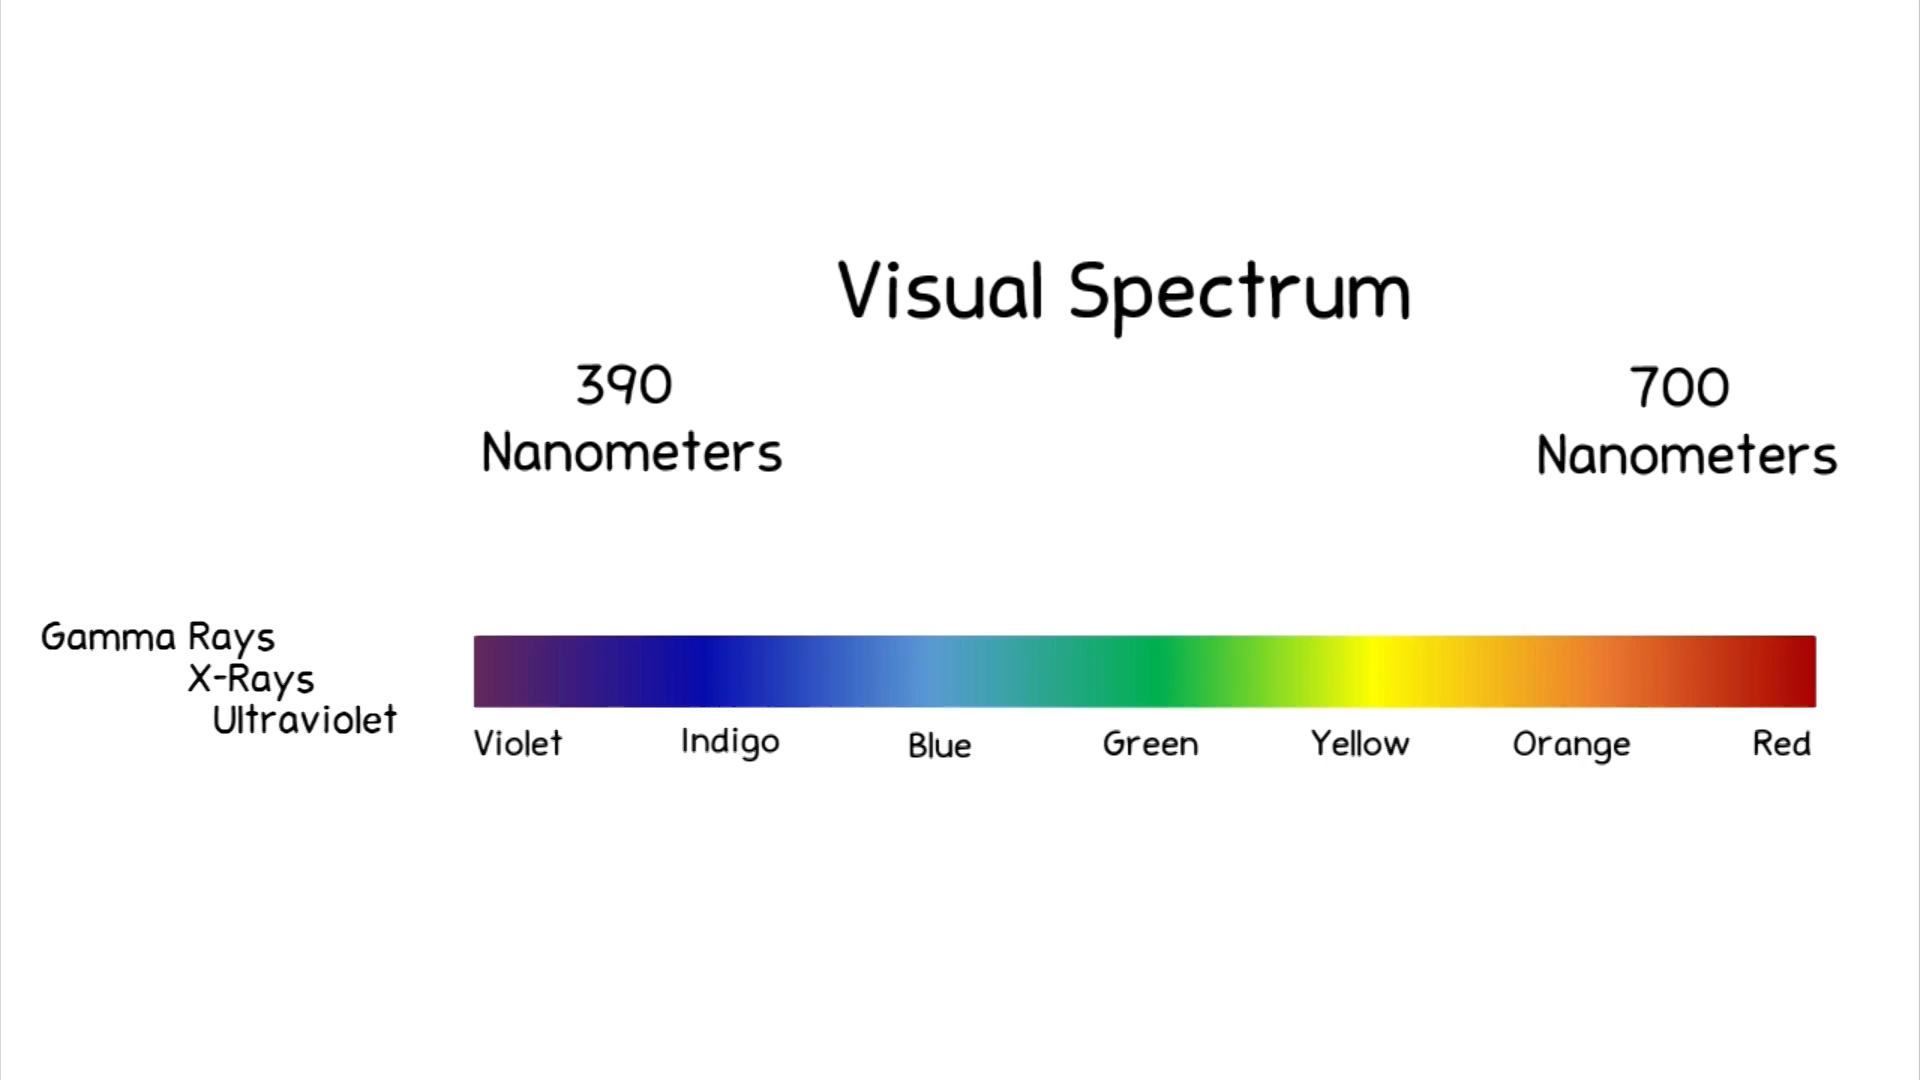 Visual Spectrum
390
Nanometers
700
Nanometers
Gamma Rays
X-Rays
Ultraviolet
Violet
Indigo
Blue
Green
Yellow
Orange
Red